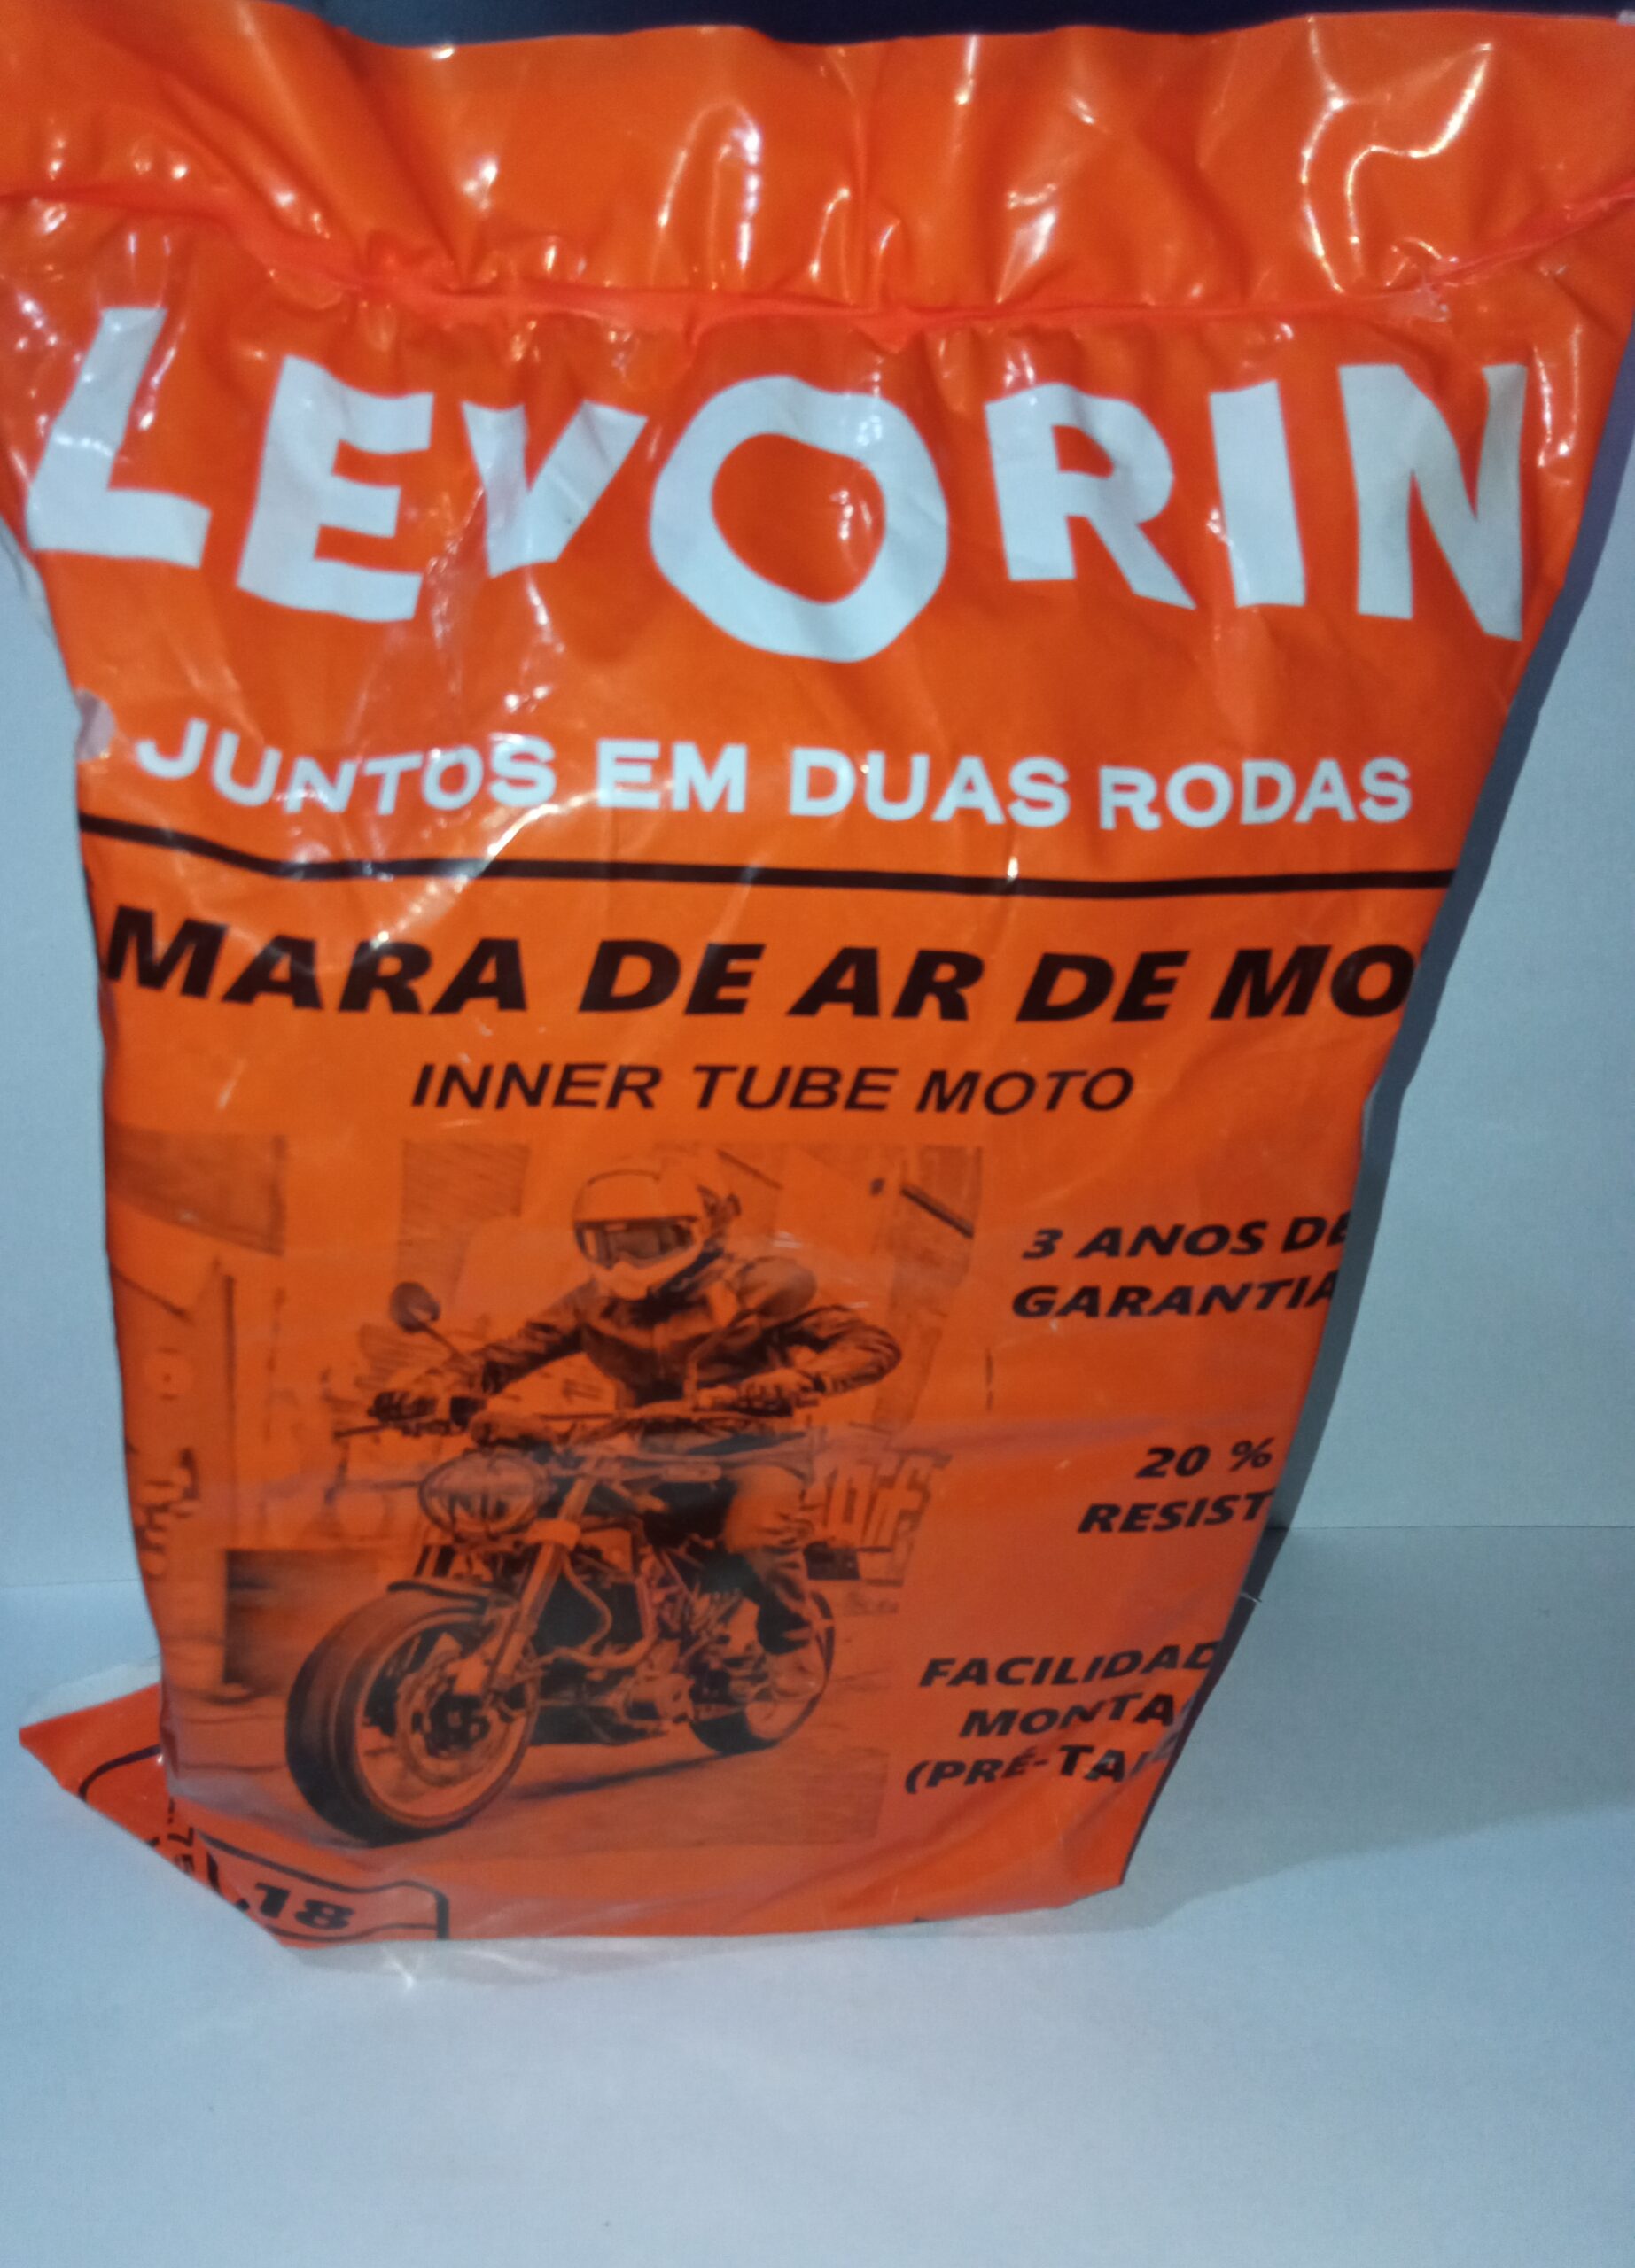 LEVORIN
JUNTOS EM DUAS RODAS
MARA DE AR DE MO
INNER TUBE MOTO
3 ANOS DE
GARANTIA
20 %
RESIST
FACILIDAD
MONTA
(PRÉ-TA
.18